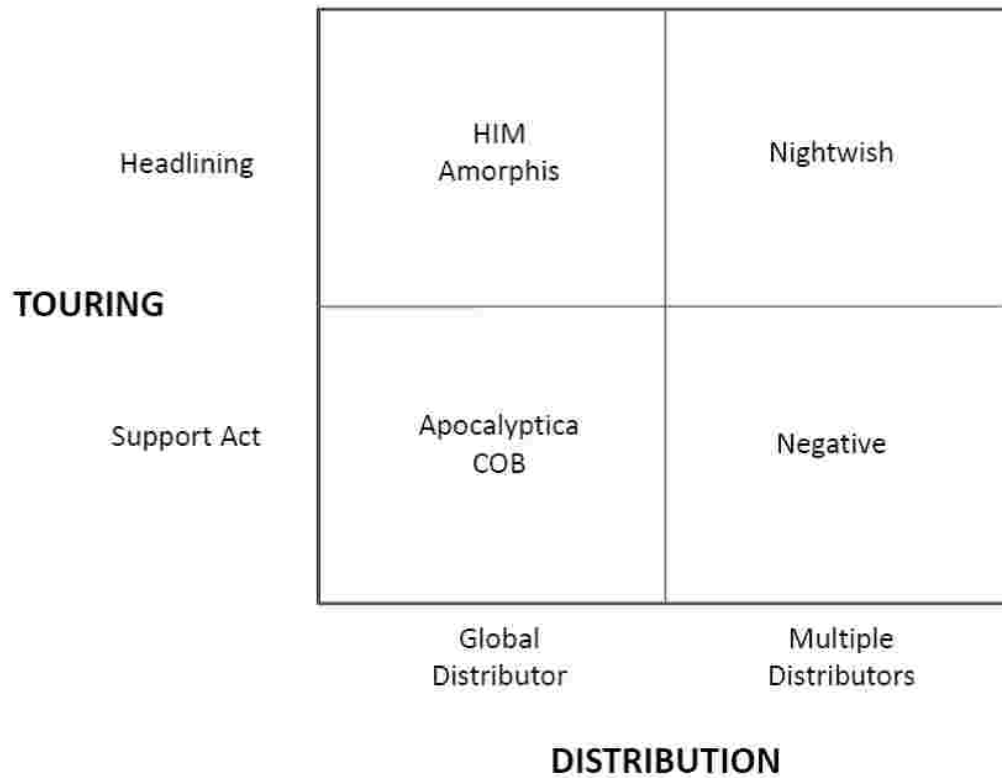 HIM
Amorphis
Nightwish
Headlining
TOURING
Support Act
Apocalyptica
COB
Negative
Global
Distributor
Multiple
Distributors
DISTRIBUTION